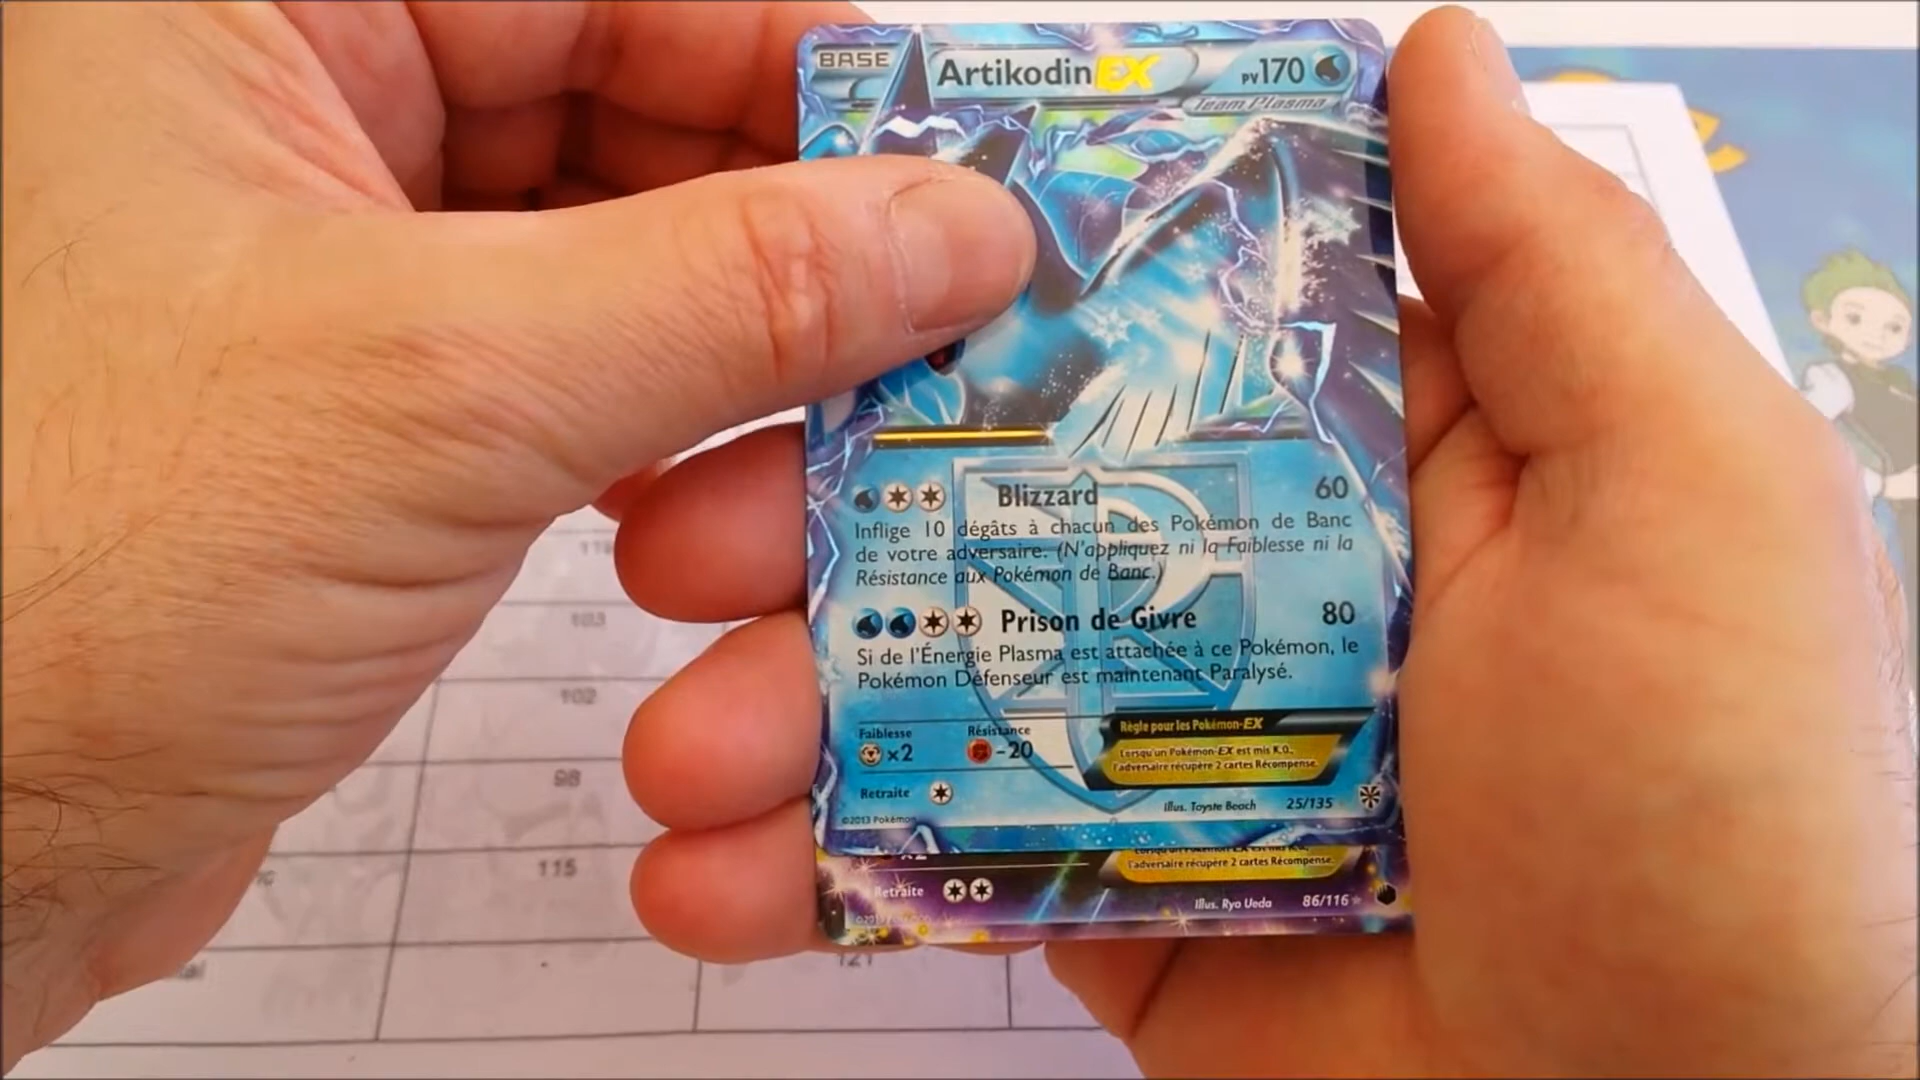 BASE
ArtikodinEX
PV170
Team Plasma
Blizzard 60
Inflige 10 dégâts à chacun des Pokémon de Banc
de votre adversaire. (N'appliquez ni la Faiblesse ni la
Résistance aux Pokémon de Banc.)
Prison de Givre 80
Si de l'Énergie Plasma est attachée à ce Pokémon, le
Pokémon Défenseur est maintenant Paralysé.
Faiblesse
×2
Résistance
-20
Règle pour les Pokémon-EX
Lorsqu'un Pokémon-EX est mis K.O.,
l'adversaire récupère 2 cartes Récompense.
Retraite
Illus. Toyste Beach 25/135
©2013 Pokémon
×2
l'adversaire récupère 2 cartes Récompense.
Retraite
Illus. Ryo Ueda 86/116
103
102
98
115
121